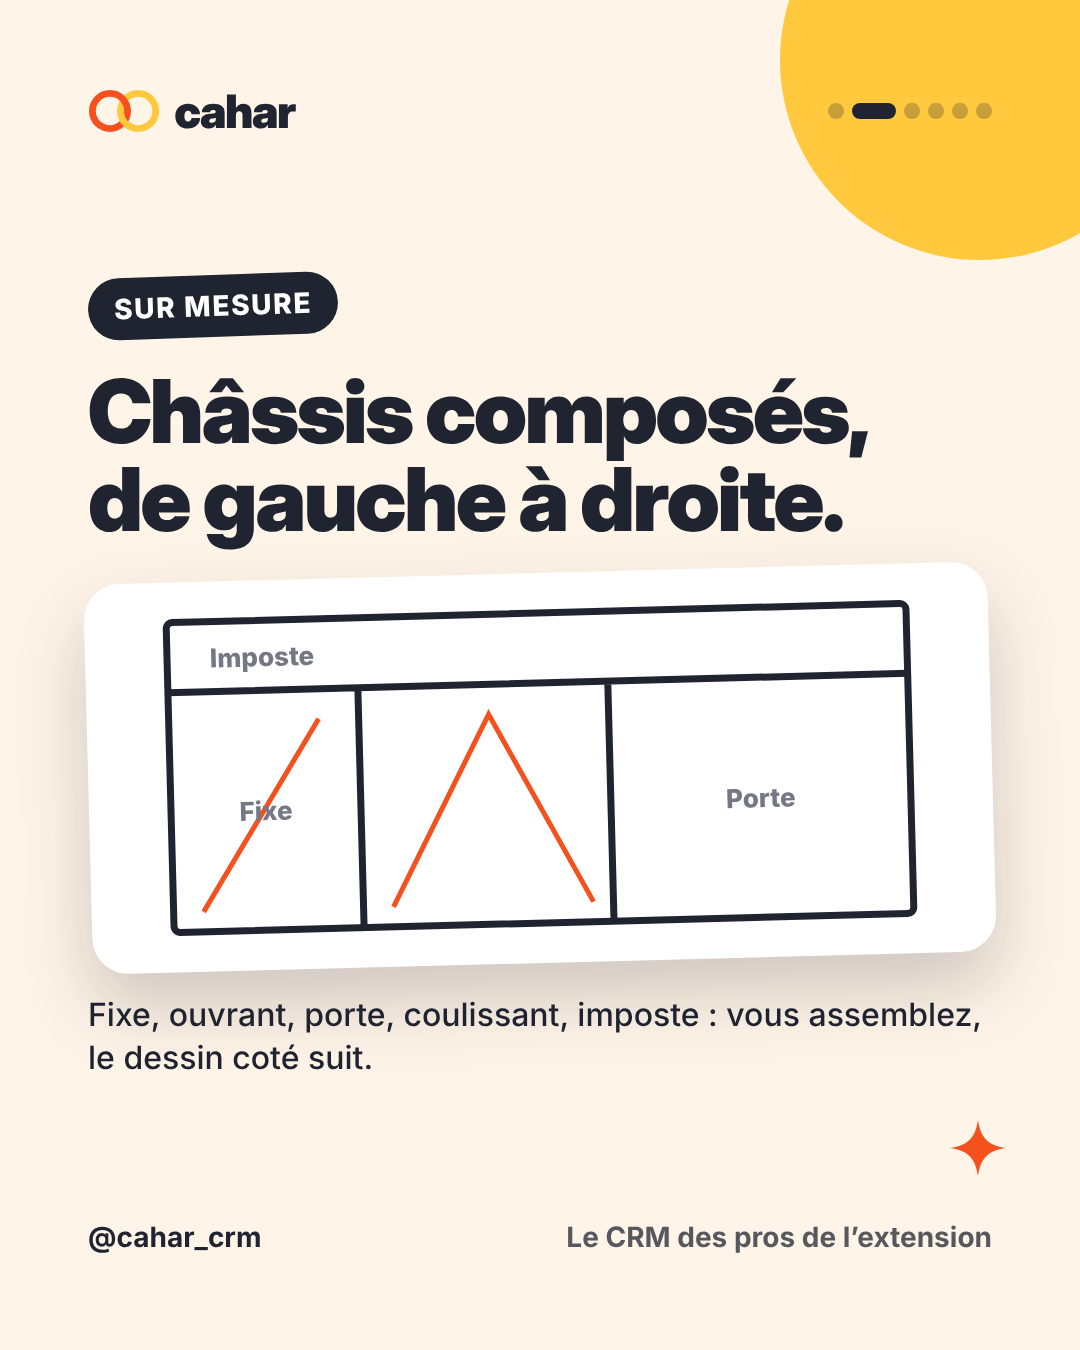 cahar
SUR MESURE
Châssis composés,
de gauche à droite.
Imposte
Fixe
Porte
Fixe, ouvrant, porte, coulissant, imposte : vous assemblez,
le dessin coté suit.
@cahar_crm
Le CRM des pros de l’extension